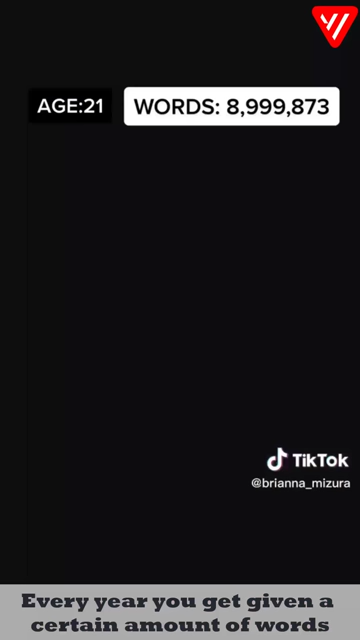 AGE:21
WORDS: 8,999,873
TikTok
@brianna_mizura
Every year you get given a
certain amount of words